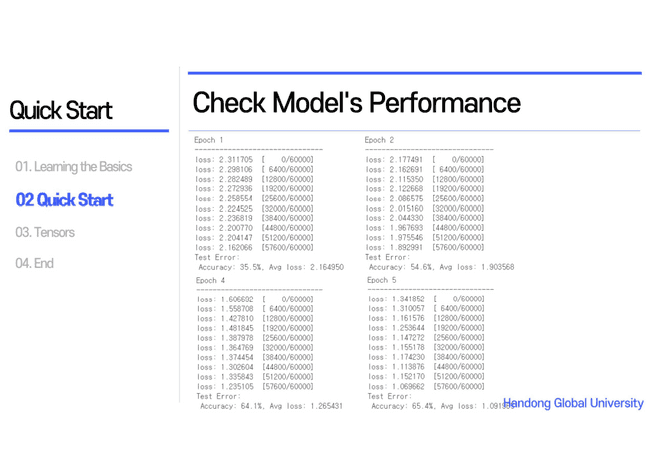 Quick Start
01. Learning the Basics
02 Quick Start
03. Tensors
04. End
Check Model's Performance
Epoch 1
-------------------------------
loss: 2.311705 [ 0/60000]
loss: 2.298106 [ 6400/60000]
loss: 2.282489 [12800/60000]
loss: 2.272936 [19200/60000]
loss: 2.258554 [25600/60000]
loss: 2.224525 [32000/60000]
loss: 2.236819 [38400/60000]
loss: 2.200770 [44800/60000]
loss: 2.204147 [51200/60000]
loss: 2.162066 [57600/60000]
Test Error:
Accuracy: 35.5%, Avg loss: 2.164950
Epoch 2
-------------------------------
loss: 2.177491 [ 0/60000]
loss: 2.162691 [ 6400/60000]
loss: 2.115350 [12800/60000]
loss: 2.122668 [19200/60000]
loss: 2.086575 [25600/60000]
loss: 2.015160 [32000/60000]
loss: 2.044330 [38400/60000]
loss: 1.967693 [44800/60000]
loss: 1.975546 [51200/60000]
loss: 1.892991 [57600/60000]
Test Error:
Accuracy: 54.6%, Avg loss: 1.903568
Epoch 4
-------------------------------
loss: 1.606602 [ 0/60000]
loss: 1.558708 [ 6400/60000]
loss: 1.427810 [12800/60000]
loss: 1.481845 [19200/60000]
loss: 1.387978 [25600/60000]
loss: 1.364769 [32000/60000]
loss: 1.374454 [38400/60000]
loss: 1.302604 [44800/60000]
loss: 1.335843 [51200/60000]
loss: 1.235105 [57600/60000]
Test Error:
Accuracy: 64.1%, Avg loss: 1.265431
Epoch 5
-------------------------------
loss: 1.341852 [ 0/60000]
loss: 1.310057 [ 6400/60000]
loss: 1.161576 [12800/60000]
loss: 1.253644 [19200/60000]
loss: 1.147272 [25600/60000]
loss: 1.155178 [32000/60000]
loss: 1.174230 [38400/60000]
loss: 1.113876 [44800/60000]
loss: 1.152170 [51200/60000]
loss: 1.069662 [57600/60000]
Test Error:
Accuracy: 65.4%, Avg loss:
Handong Global University